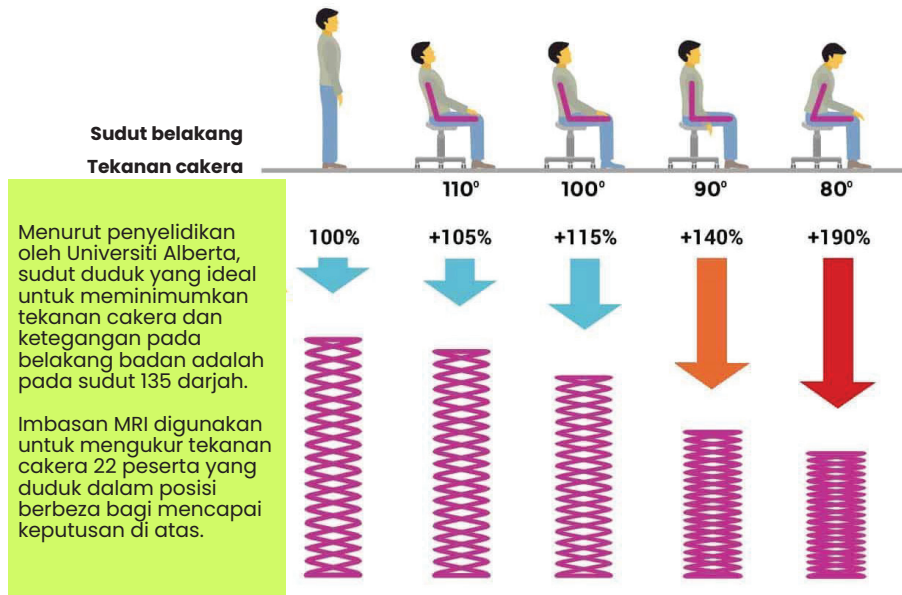 Sudut belakang
Tekanan cakera
110° 100° 90° 80°
100% +105% +115% +140% +190%
Menurut penyelidikan
oleh Universiti Alberta,
sudut duduk yang ideal
untuk meminimumkan
tekanan cakera dan
ketegangan pada
belakang badan adalah
pada sudut 135 darjah.
Imbasan MRI digunakan
untuk mengukur tekanan
cakera 22 peserta yang
duduk dalam posisi
berbeza bagi mencapai
keputusan di atas.